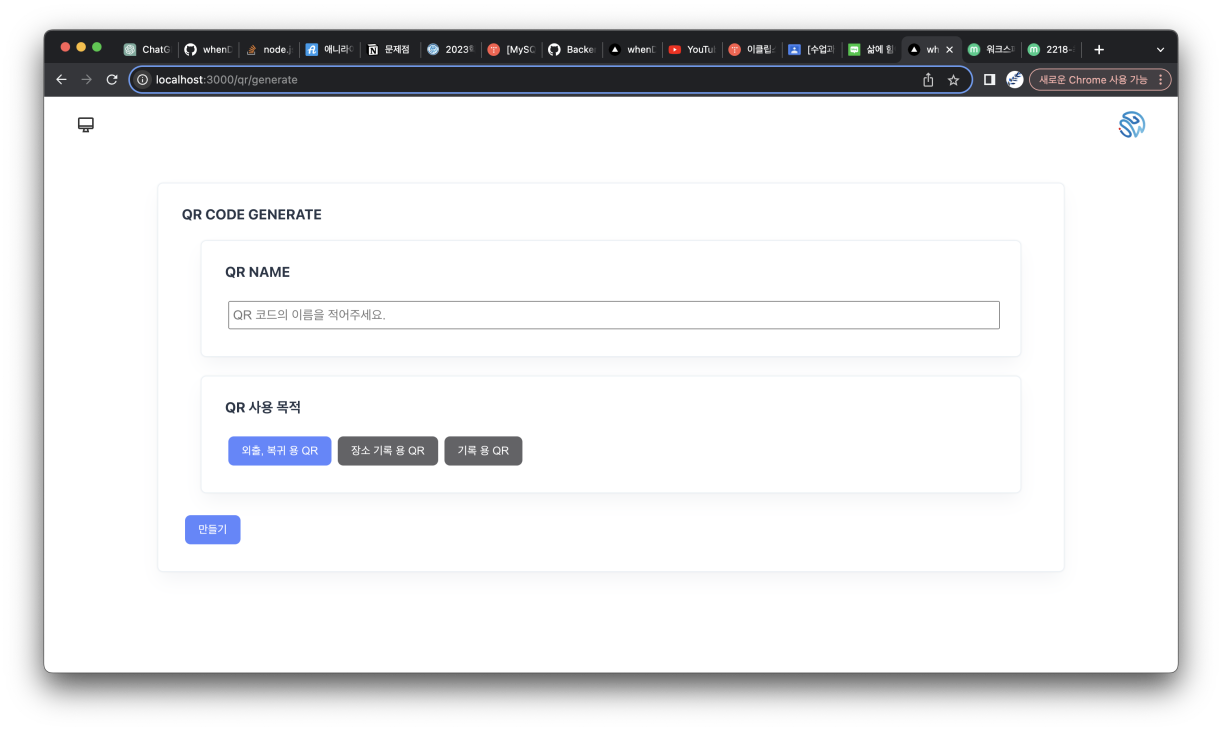 ChatG
whenD
node.j
애니라이
문제점
2023
[MySC
Backe
whenD
YouTu
이클립스
[수업과
삶에 힘
wh
워크스
2218-
localhost:3000/qr/generate
새로운 Chrome 사용 가능
QR CODE GENERATE
QR NAME
QR 코드의 이름을 적어주세요.
QR 사용 목적
외출, 복귀 용 QR
장소 기록 용 QR
기록 용 QR
만들기